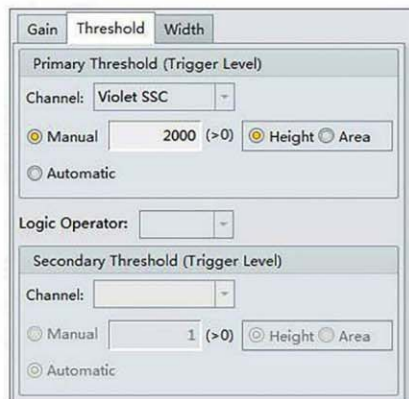 Gain Threshold Width
Primary Threshold (Trigger Level)
Channel: Violet SSC
Manual 2000 (>0) Height Area
Automatic
Logic Operator:
Secondary Threshold (Trigger Level)
Channel:
Manual 1 (>0) Height Area
Automatic